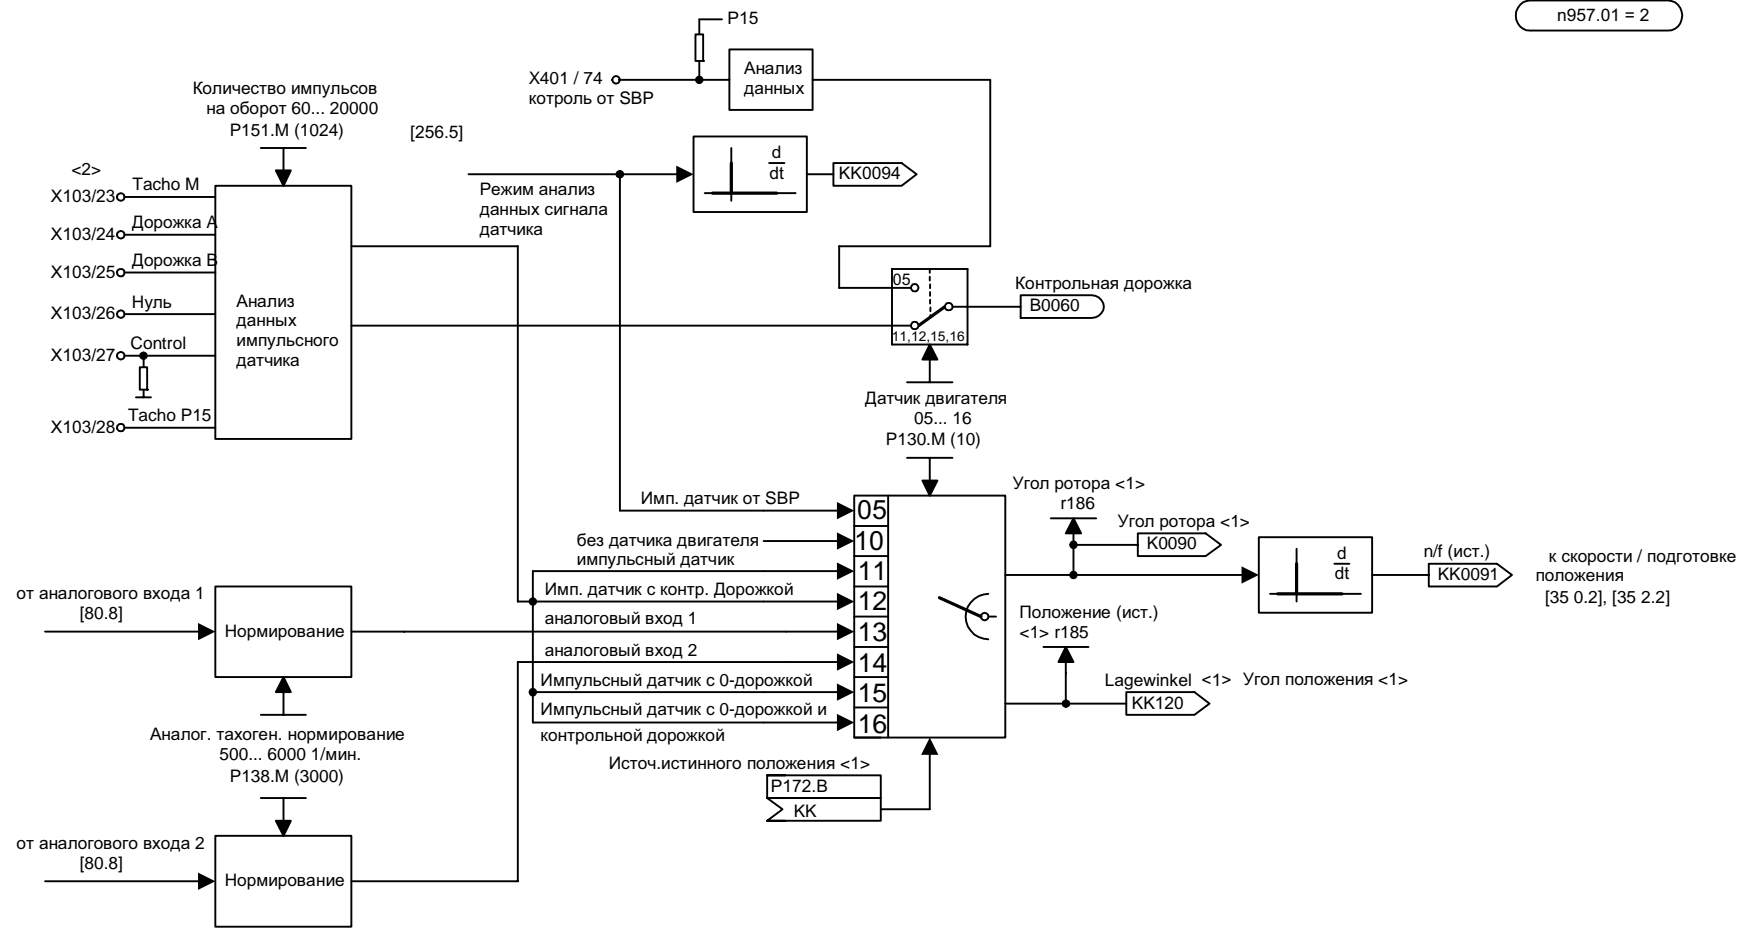 n957.01 = 2
P15
X401 / 74
котроль от SBP
Анализ
данных
Количество импульсов
на оборот 60... 20000
P151.M (1024)
[256.5]
Режим анализ
данных сигнала
датчика
d
dt
KK0094
<2>
X103/23
Tacho M
X103/24
Дорожка А
X103/25
Дорожка В
X103/26
Нуль
X103/27
Control
X103/28
Tacho P15
Анализ
данных
импульсного
датчика
05
11,12,15,16
Контрольная дорожка
B0060
Датчик двигателя
05... 16
P130.M (10)
Имп. датчик от SBP
05
без датчика двигателя
10
импульсный датчик
11
Имп. датчик с контр. Дорожкой
12
аналоговый вход 1
13
аналоговый вход 2
14
Импульсный датчик с 0-дорожкой
15
Импульсный датчик с 0-дорожкой и
контрольной дорожкой
16
Угол ротора <1>
r186
Угол ротора <1>
K0090
d
dt
n/f (ист.)
KK0091
к скорости / подготовке
положения
[35 0.2], [35 2.2]
Положение (ист.)
<1> r185
Lagewinkel <1> Угол положения <1>
KK120
Источ.истинного положения <1>
P172.B
KK
от аналогового входа 1
[80.8]
Нормирование
Аналог. тахоген. нормирование
500... 6000 1/мин.
P138.M (3000)
от аналогового входа 2
[80.8]
Нормирование